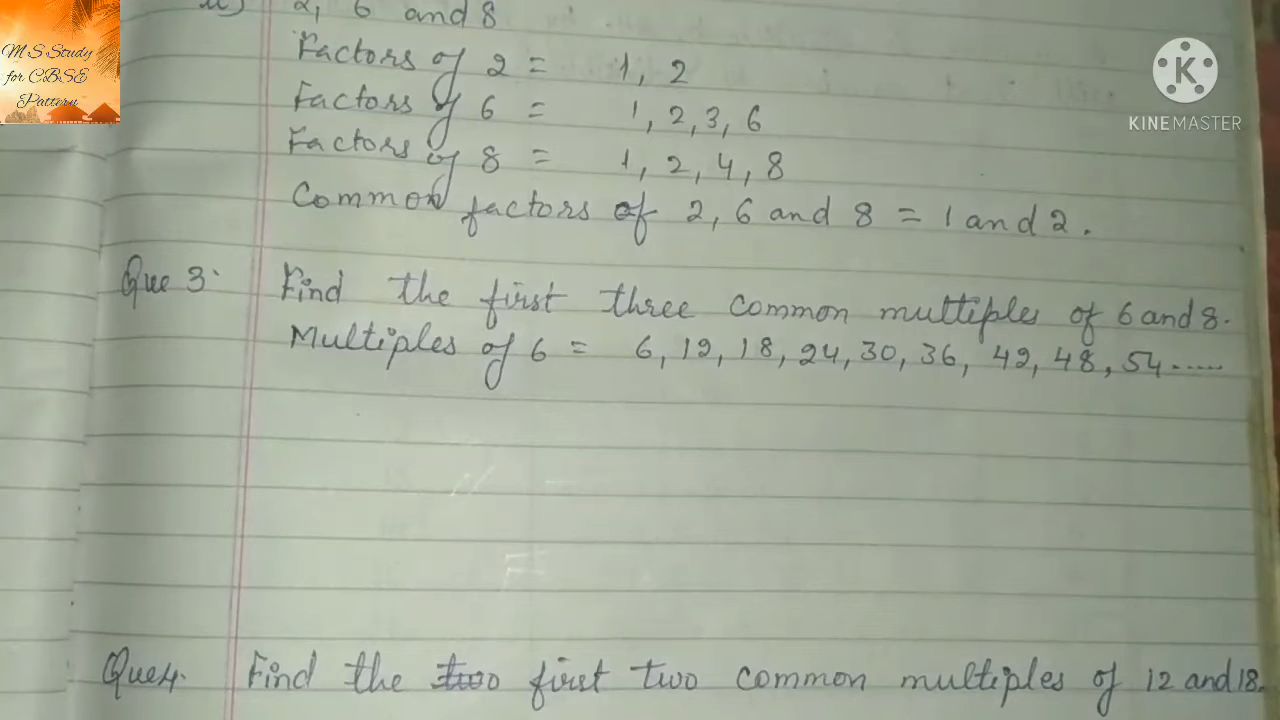 M S Study
for C.B.S.E
Pattern
K
KINEMASTER
2, 6 and 8
Factors of 2 = 1, 2
Factors of 6 = 1, 2, 3, 6
Factors of 8 = 1, 2, 4, 8
Common factors of 2, 6 and 8 = 1 and 2.
Que 3. Find the first three common multiples of 6 and 8.
Multiples of 6 = 6, 12, 18, 24, 30, 36, 42, 48, 54.....
Que 4. Find the two first two common multiples of 12 and 18.